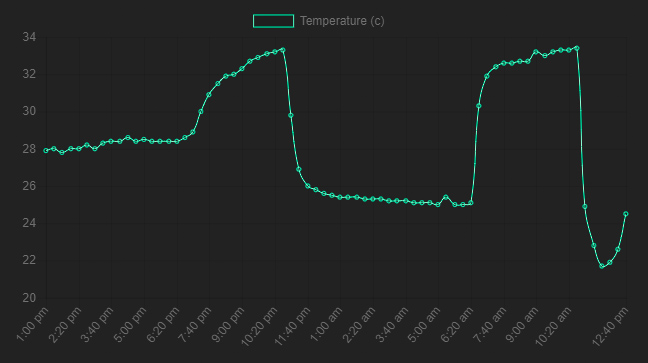 Temperature (c)
34
32
30
28
26
24
22
20
1:00 pm
2:20 pm
3:40 pm
5:00 pm
6:20 pm
7:40 pm
9:00 pm
10:20 pm
11:40 pm
1:00 am
2:20 am
3:40 am
5:00 am
6:20 am
7:40 am
9:00 am
10:20 am
12:40 pm